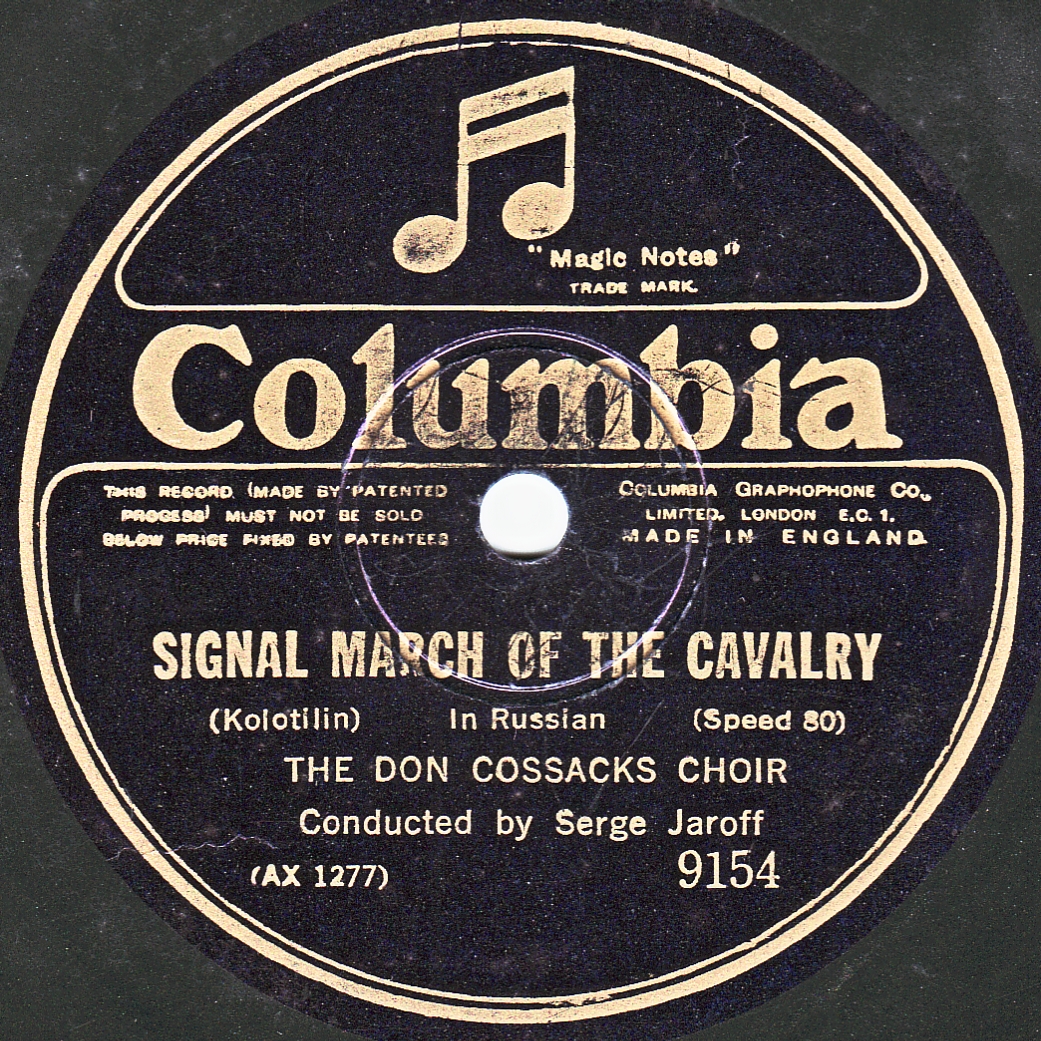 "Magic Notes"
TRADE MARK.
Columbia
THIS RECORD (MADE BY PATENTED
PROCESS) MUST NOT BE SOLD
BELOW PRICE FIXED BY PATENTEES
COLUMBIA GRAPHOPHONE CO.,
LIMITED. LONDON E.C. 1.
MADE IN ENGLAND.
SIGNAL MARCH OF THE CAVALRY
(Kolotilin) In Russian (Speed 80)
THE DON COSSACKS CHOIR
Conducted by Serge Jaroff
(AX 1277) 9154